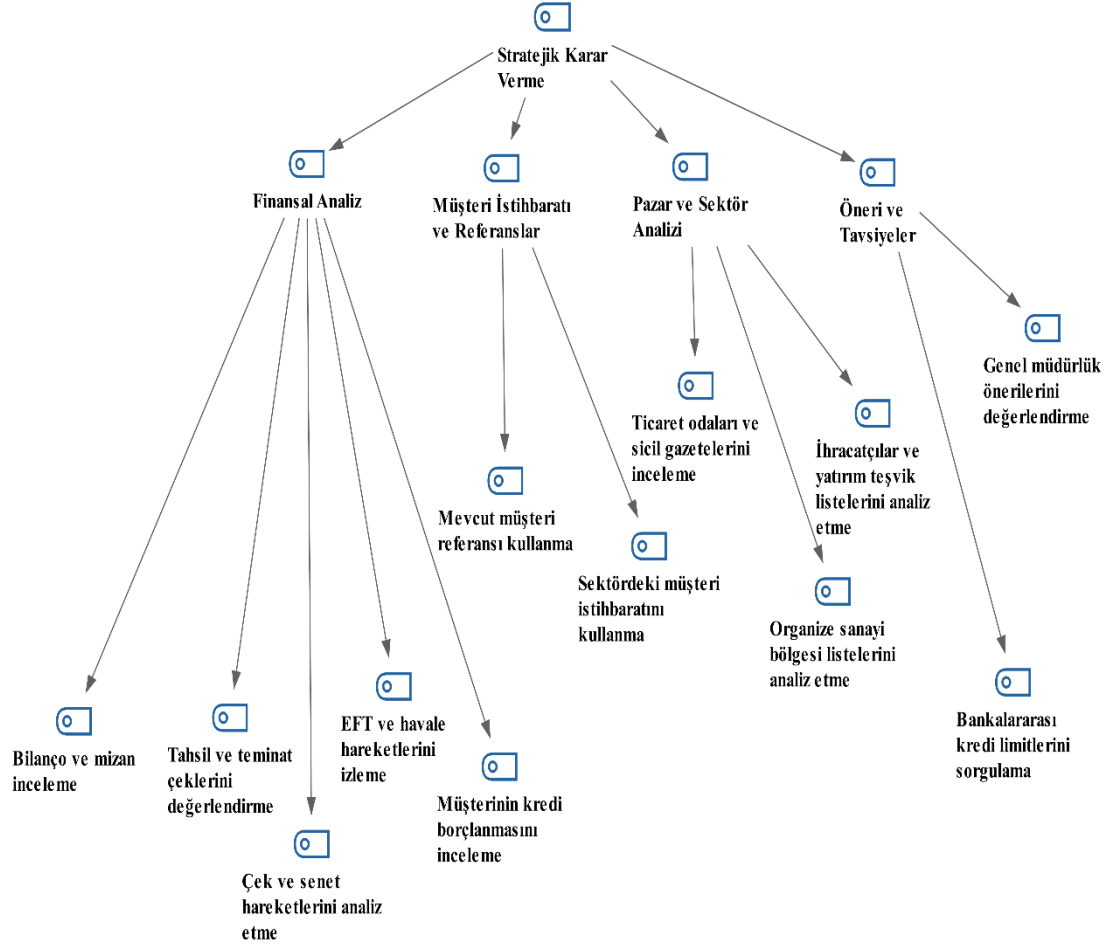 Stratejik Karar
Verme
Finansal Analiz
Müşteri İstihbaratı
ve Referanslar
Pazar ve Sektör
Analizi
Öneri ve
Tavsiyeler
Genel müdürlük
önerilerini
değerlendirme
Ticaret odaları ve
sicil gazetelerini
inceleme
İhracatçılar ve
yatırım teşvik
listelerini analiz
etme
Mevcut müşteri
referansı kullanma
Sektördeki müşteri
istihbaratını
kullanma
Organize sanayi
bölgesi listelerini
analiz etme
Bankalararası
kredi limitlerini
sorgulama
Bilanço ve mizan
inceleme
Tahsil ve teminat
çeklerini
değerlendirme
EFT ve havale
hareketlerini
izleme
Müşterinin kredi
borçlanmasını
inceleme
Çek ve senet
hareketlerini analiz
etme